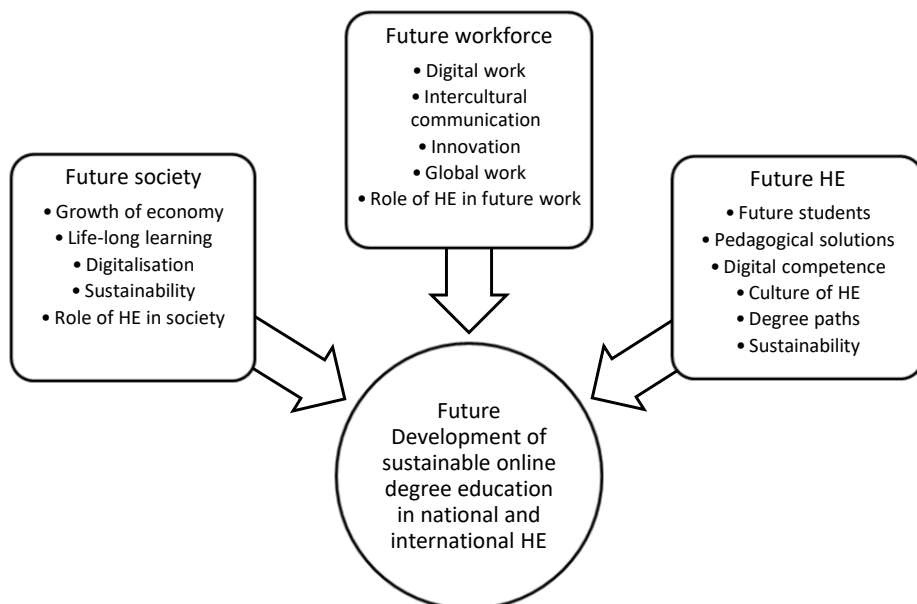 Future workforce
• Digital work
• Intercultural
communication
• Innovation
• Global work
• Role of HE in future work
Future society
• Growth of economy
• Life-long learning
• Digitalisation
• Sustainability
• Role of HE in society
Future HE
• Future students
• Pedagogical solutions
• Digital competence
• Culture of HE
• Degree paths
• Sustainability
Future
Development of
sustainable online
degree education
in national and
international HE